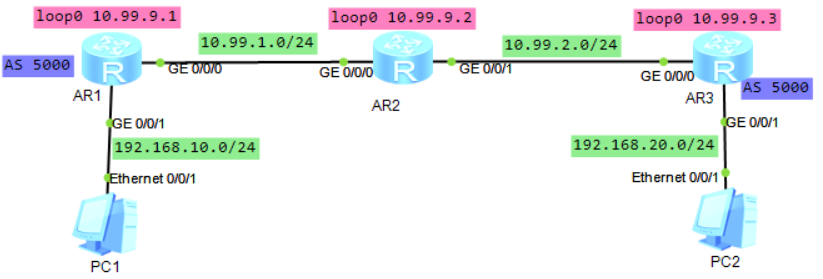 loop0 10.99.9.1
loop0 10.99.9.2
loop0 10.99.9.3
10.99.1.0/24
10.99.2.0/24
AS 5000
R
GE 0/0/0
GE 0/0/0
R
GE 0/0/1
GE 0/0/0
R
AS 5000
AR1
AR2
AR3
GE 0/0/1
GE 0/0/1
192.168.10.0/24
192.168.20.0/24
Ethernet 0/0/1
Ethernet 0/0/1
PC1
PC2